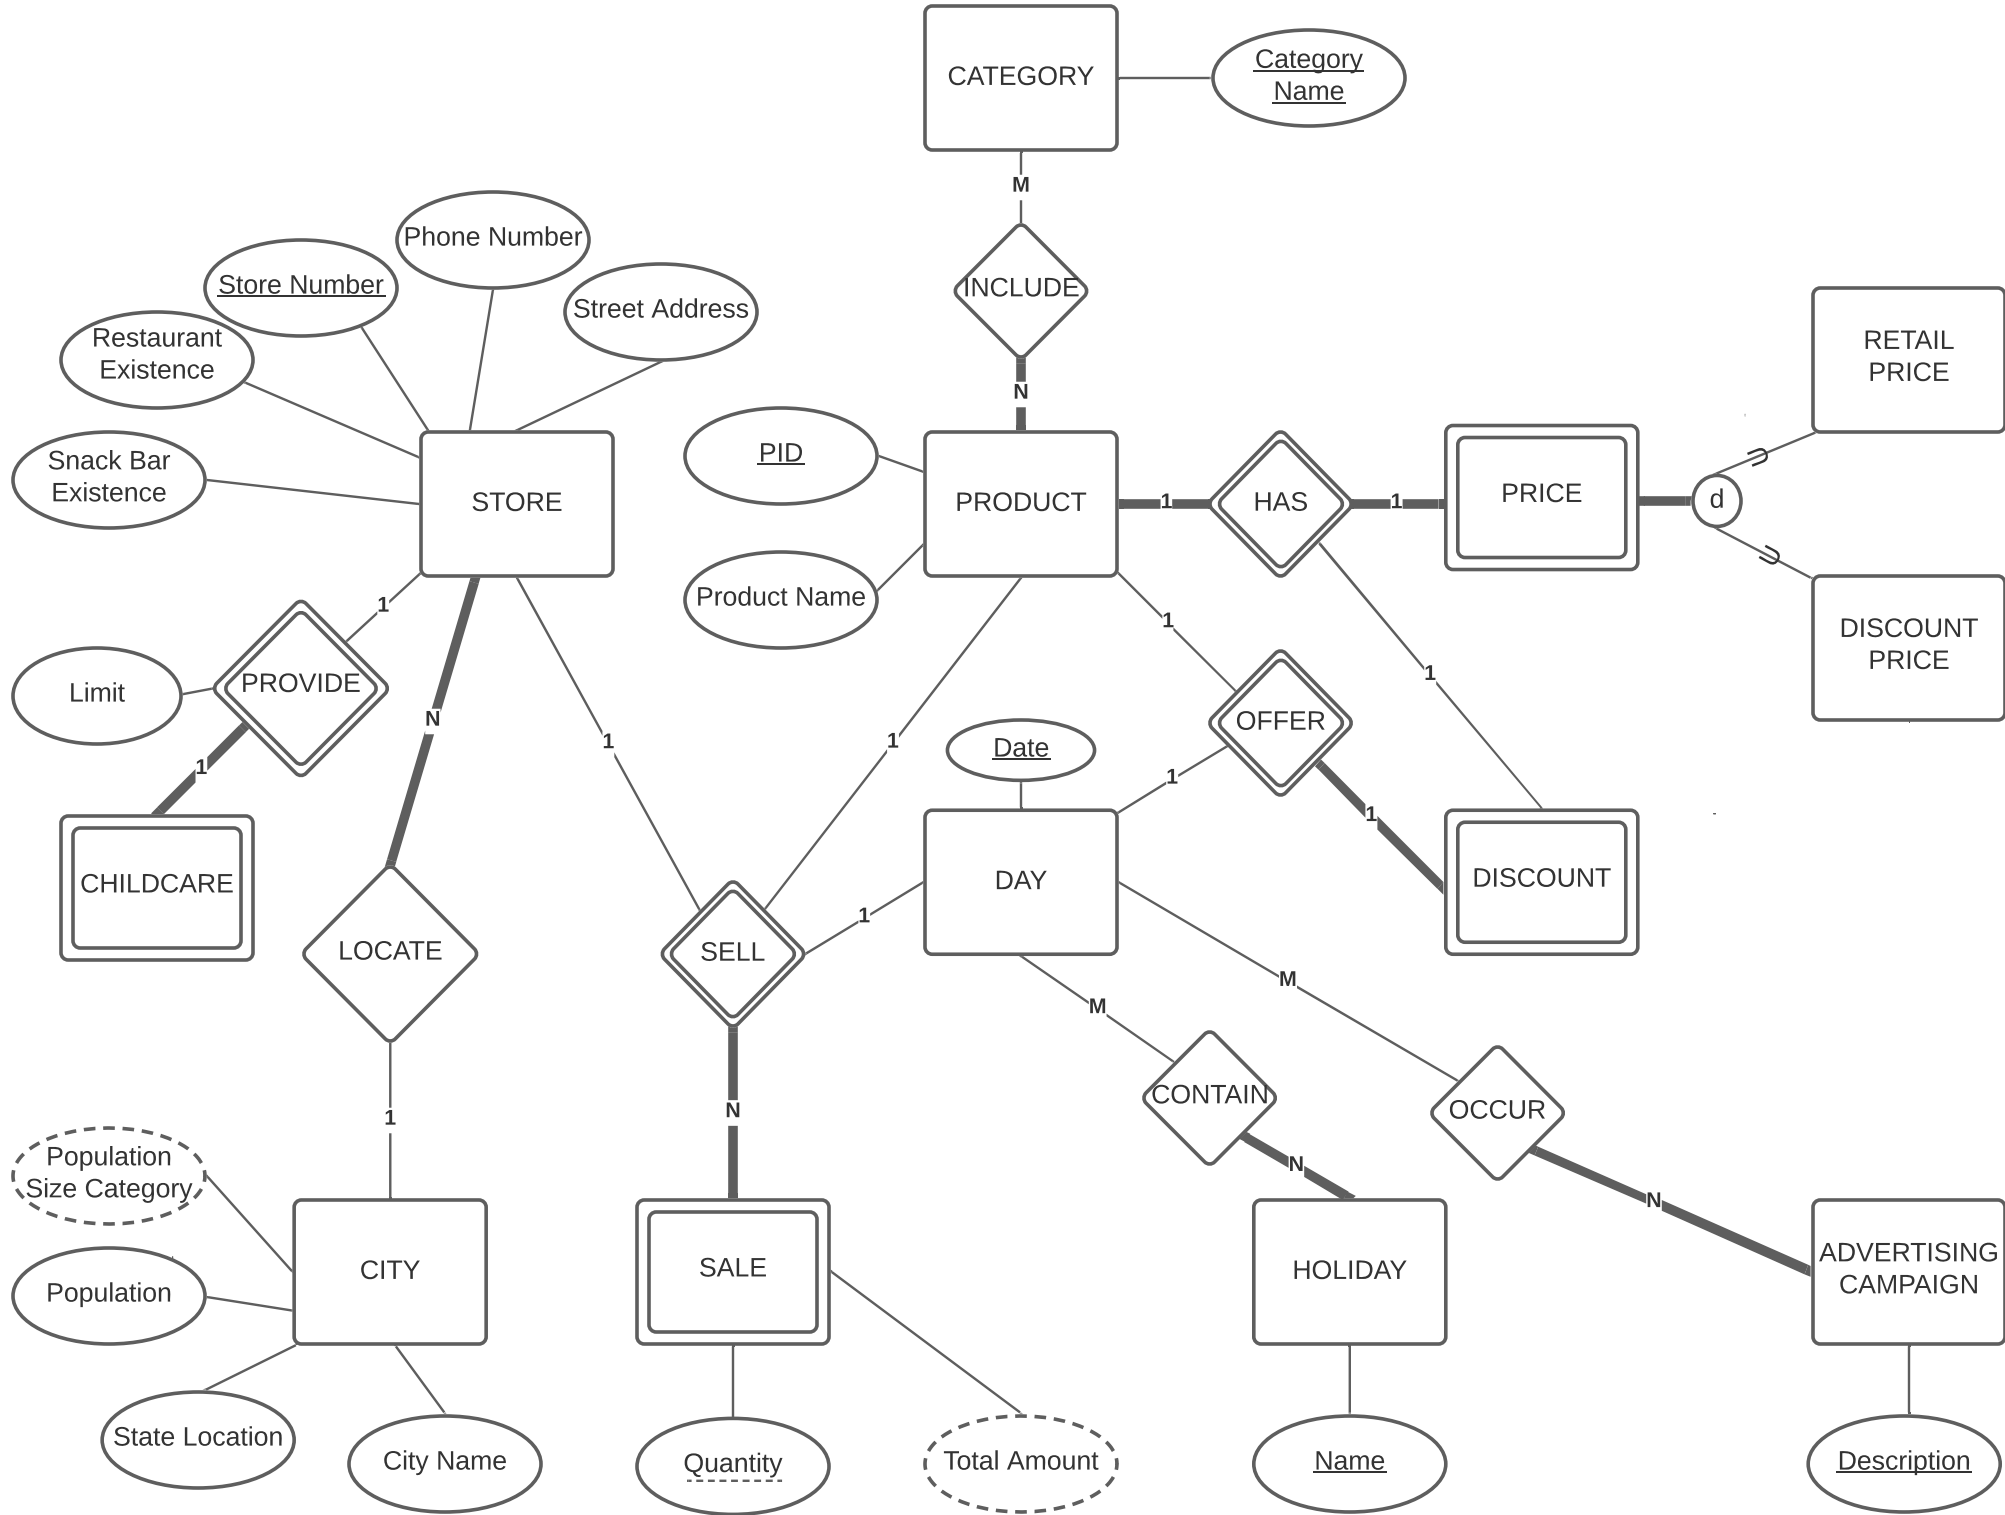 CATEGORY
Category
Name
M
INCLUDE
N
Phone Number
Store Number
Street Address
Restaurant
Existence
Snack Bar
Existence
STORE
PID
Product Name
PRODUCT
1
HAS
1
PRICE
d
U
U
RETAIL
PRICE
DISCOUNT
PRICE
1
PROVIDE
Limit
1
CHILDCARE
N
LOCATE
1
1
1
1
OFFER
1
1
1
Date
DAY
DISCOUNT
SELL
1
N
M
CONTAIN
N
M
OCCUR
N
Population
Size Category
Population
CITY
State Location
City Name
SALE
Quantity
Total Amount
HOLIDAY
Name
ADVERTISING
CAMPAIGN
Description